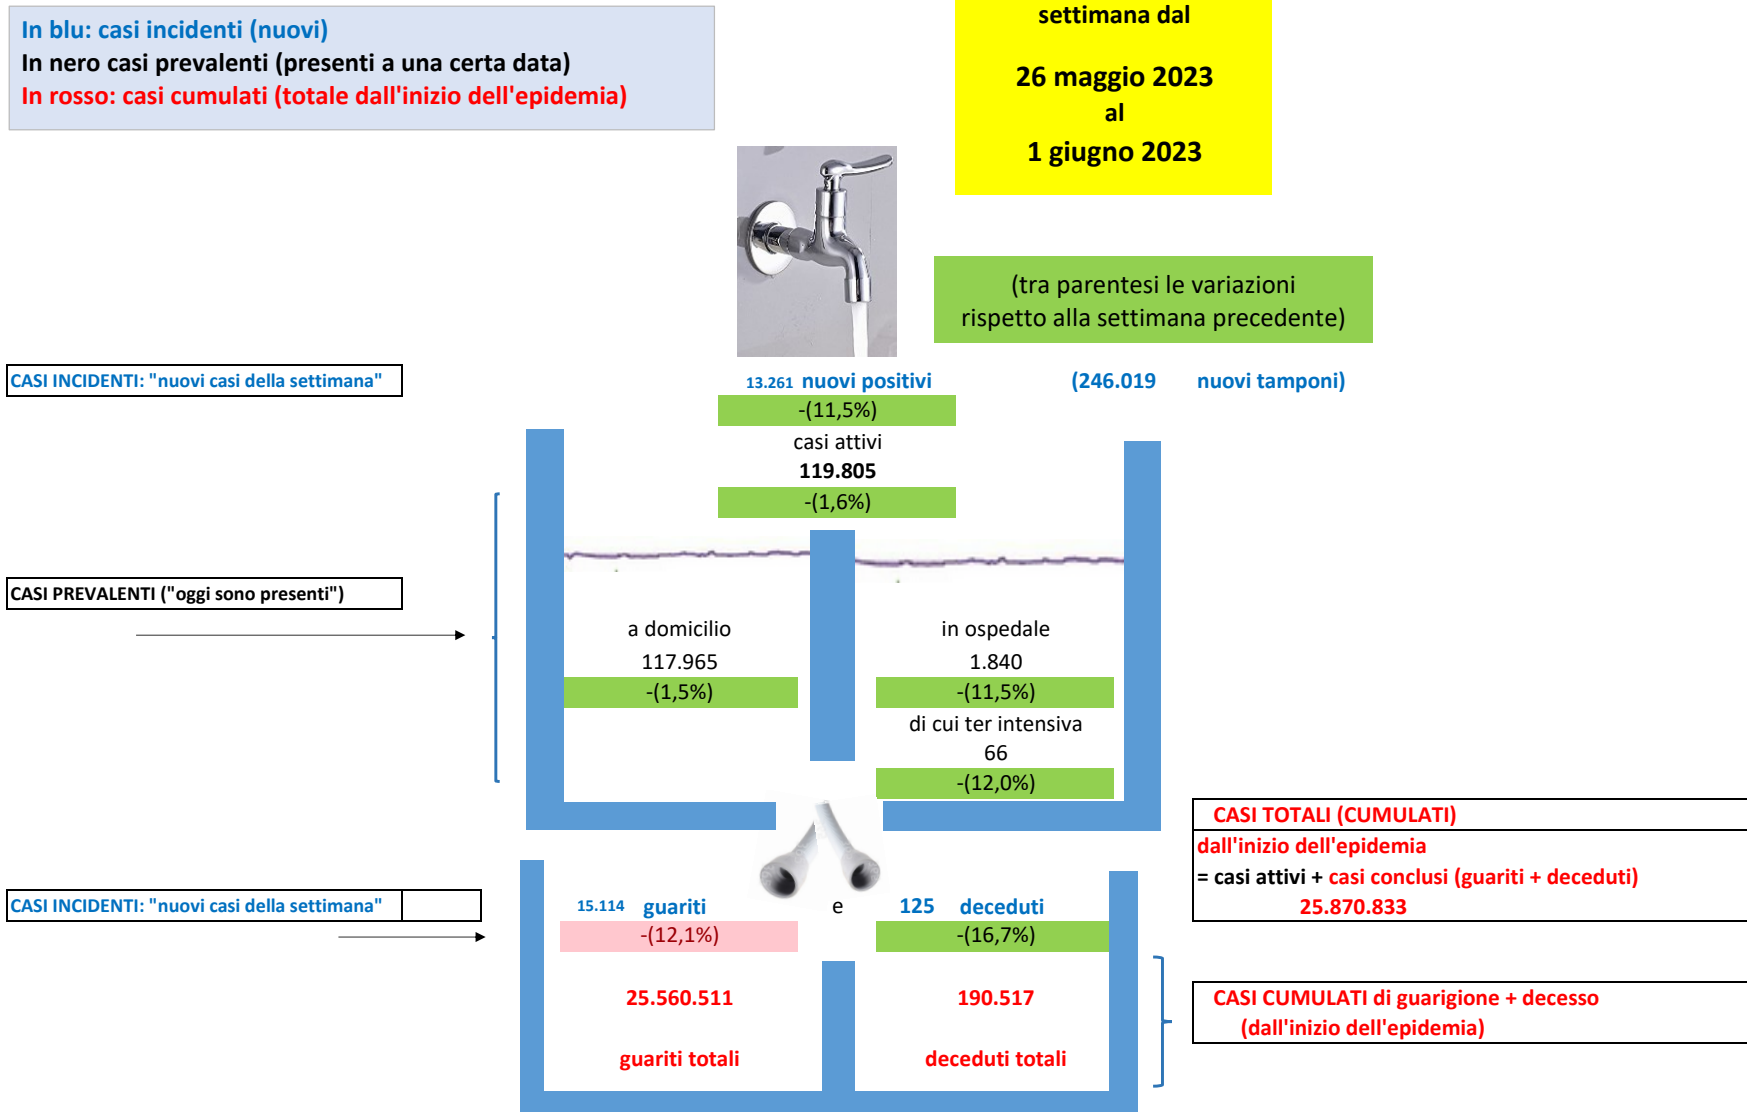 In blu: casi incidenti (nuovi)
In nero casi prevalenti (presenti a una certa data)
In rosso: casi cumulati (totale dall'inizio dell'epidemia)
settimana dal
26 maggio 2023
al
1 giugno 2023
(tra parentesi le variazioni
rispetto alla settimana precedente)
CASI INCIDENTI: "nuovi casi della settimana"
13.261 nuovi positivi
(246.019 nuovi tamponi)
-(11,5%)
casi attivi
119.805
-(1,6%)
CASI PREVALENTI ("oggi sono presenti")
a domicilio
117.965
-(1,5%)
in ospedale
1.840
-(11,5%)
di cui ter intensiva
66
-(12,0%)
CASI TOTALI (CUMULATI)
dall'inizio dell'epidemia
= casi attivi + casi conclusi (guariti + deceduti)
25.870.833
CASI INCIDENTI: "nuovi casi della settimana"
15.114 guariti
e
125 deceduti
-(12,1%)
-(16,7%)
25.560.511
190.517
guariti totali
deceduti totali
CASI CUMULATI di guarigione + decesso
(dall'inizio dell'epidemia)